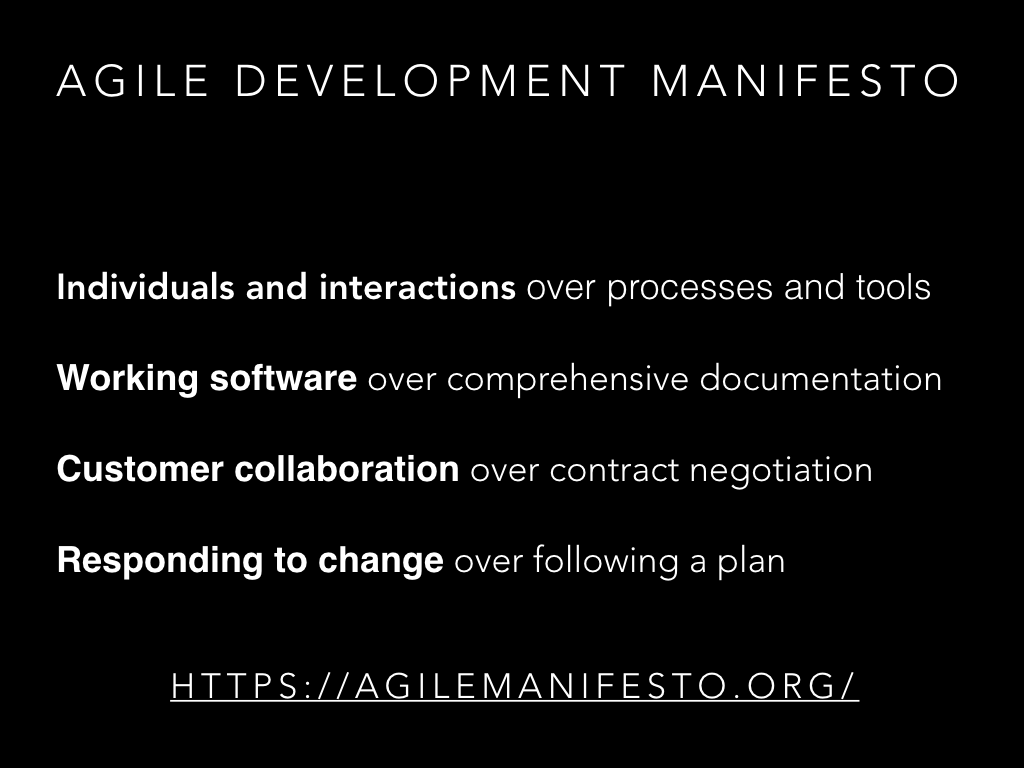 AGILE DEVELOPMENT MANIFESTO
Individuals and interactions over processes and tools
Working software over comprehensive documentation
Customer collaboration over contract negotiation
Responding to change over following a plan
HTTPS://AGILEMANIFESTO.ORG/